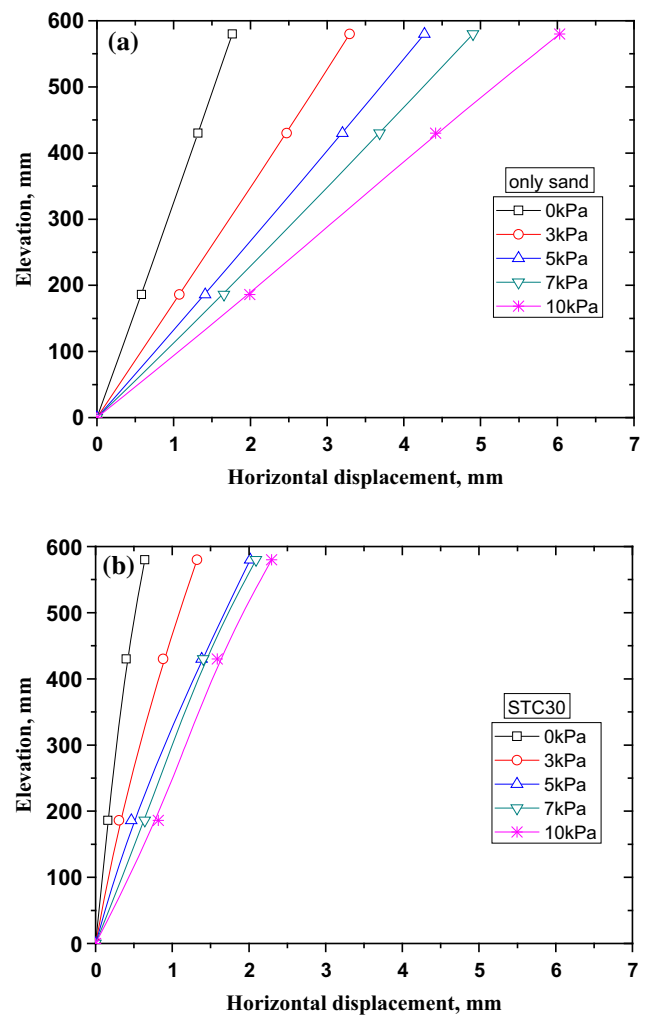 (a)
600
500
400
300
200
100
0
Elevation, mm
only sand
0kPa
3kPa
5kPa
7kPa
10kPa
0 1 2 3 4 5 6 7
Horizontal displacement, mm
(b)
600
500
400
300
200
100
0
Elevation, mm
STC30
0kPa
3kPa
5kPa
7kPa
10kPa
0 1 2 3 4 5 6 7
Horizontal displacement, mm